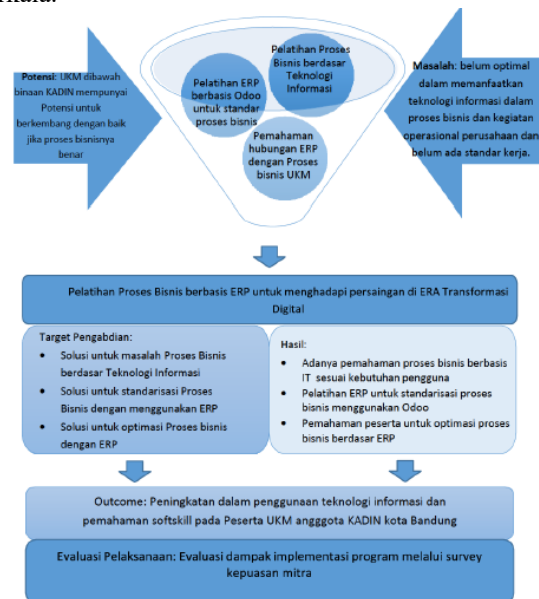 Potensi: UKM dibawah
binaan KADIN mempunyai
Potensi untuk
berkembang dengan baik
jika proses bisnisnya
benar
Pelatihan ERP
berbasis Odoo
untuk standar
proses bisnis
Pelatihan Proses
Bisnis berdasar
Teknologi
Informasi
Pemahaman
hubungan ERP
dengan Proses
bisnis UKM
Masalah: belum optimal
dalam memanfaatkan
teknologi informasi dalam
proses bisnis dan kegiatan
operasional perusahaan dan
belum ada standar kerja.
Pelatihan Proses Bisnis berbasis ERP untuk menghadapi persaingan di ERA Transformasi
Digital
Target Pengabdian:
• Solusi untuk masalah Proses Bisnis
berdasar Teknologi Informasi
• Solusi untuk standarisasi Proses
Bisnis dengan menggunakan ERP
• Solusi untuk optimasi Proses bisnis
dengan ERP
Hasil:
• Adanya pemahaman proses bisnis berbasis
IT sesuai kebutuhan pengguna
• Pelatihan ERP untuk standarisasi proses
bisnis menggunakan Odoo
• Pemahaman peserta untuk optimasi proses
bisnis berdasar ERP
Outcome: Peningkatan dalam penggunaan teknologi informasi dan
pemahaman softskill pada Peserta UKM angggota KADIN kota Bandung
Evaluasi Pelaksanaan: Evaluasi dampak implementasi program melalui survey
kepuasan mitra